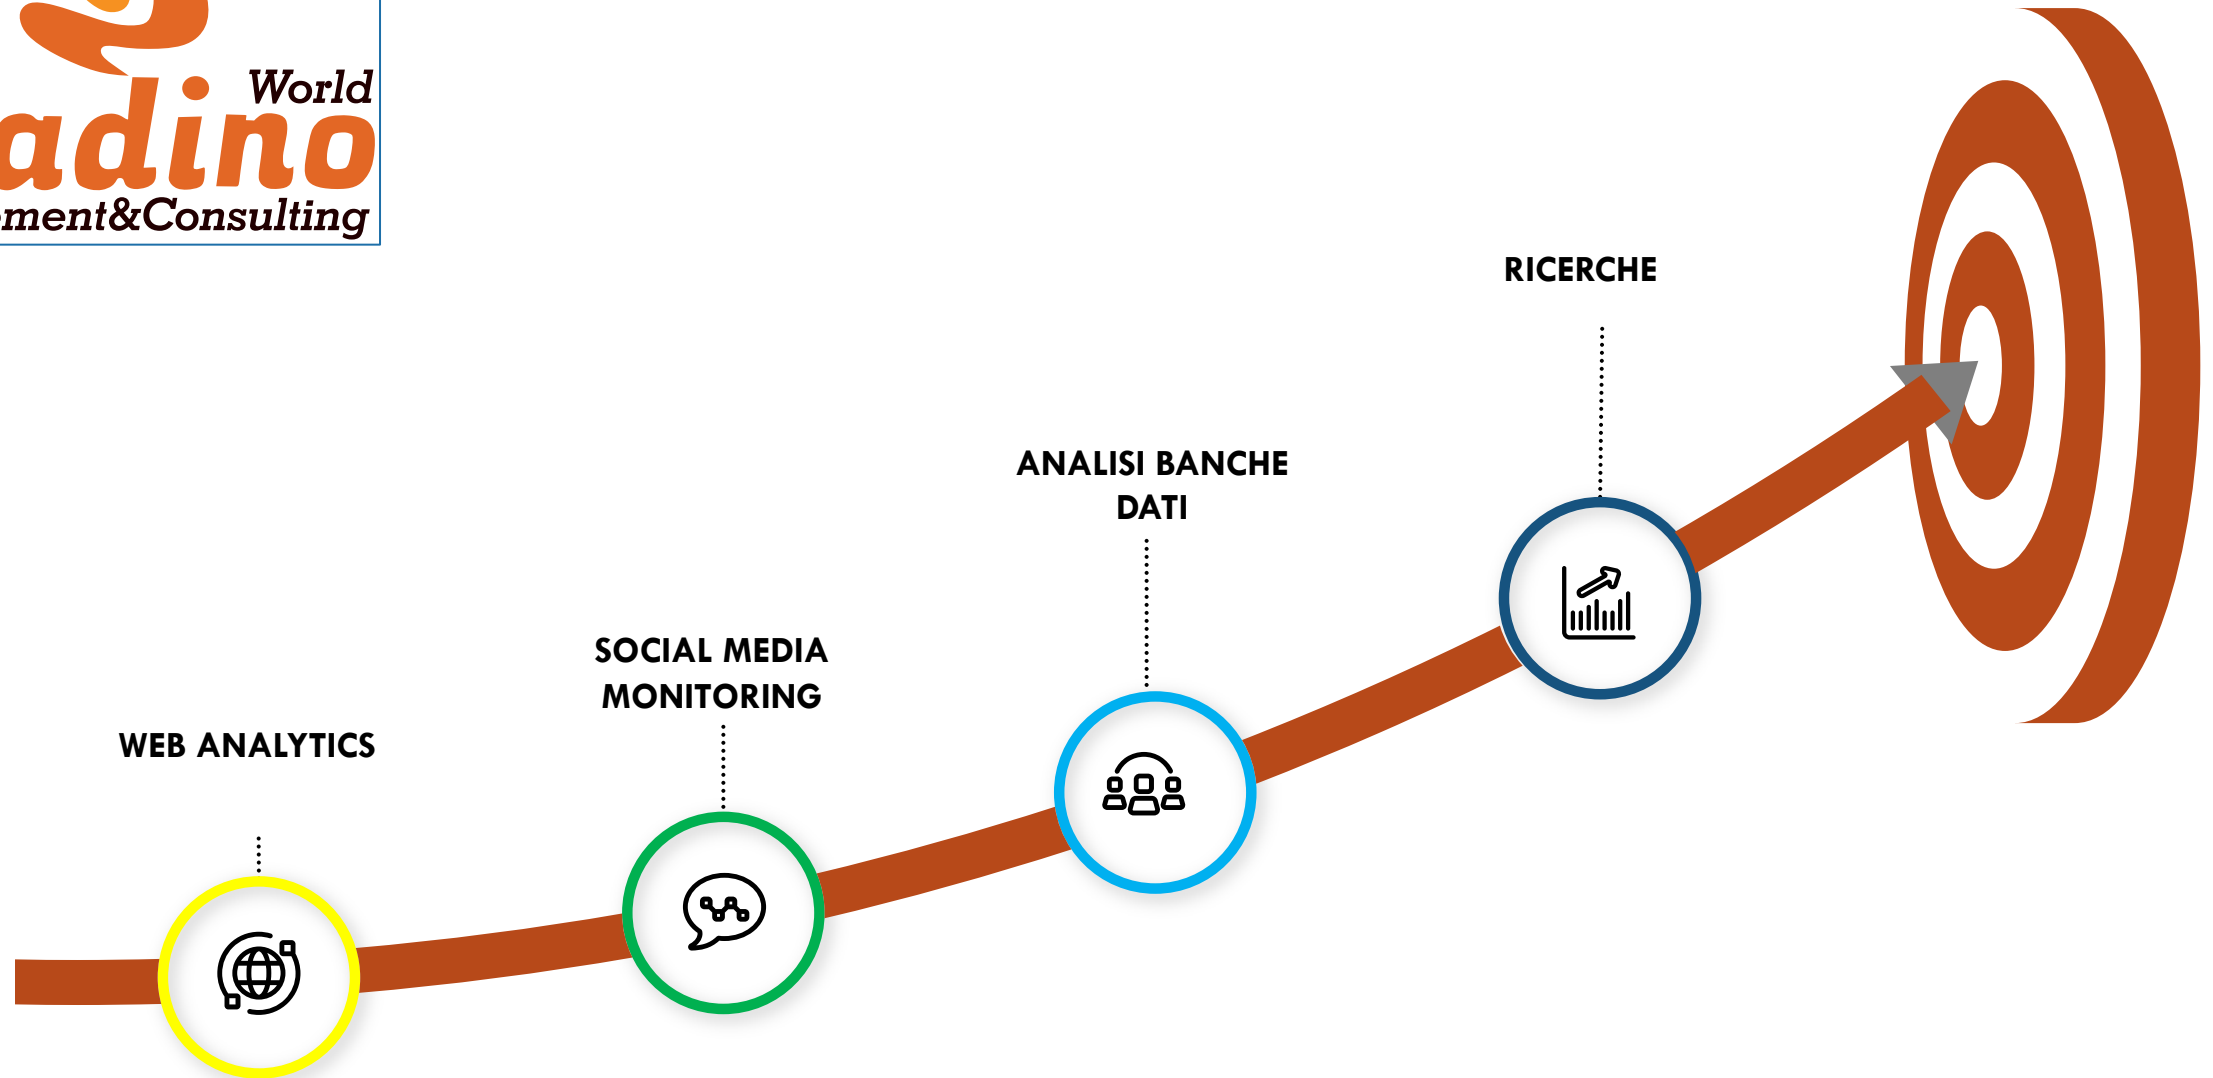 World
adino
ment&Consulting
RICERCHE
ANALISI BANCHE
DATI
SOCIAL MEDIA
MONITORING
WEB ANALYTICS